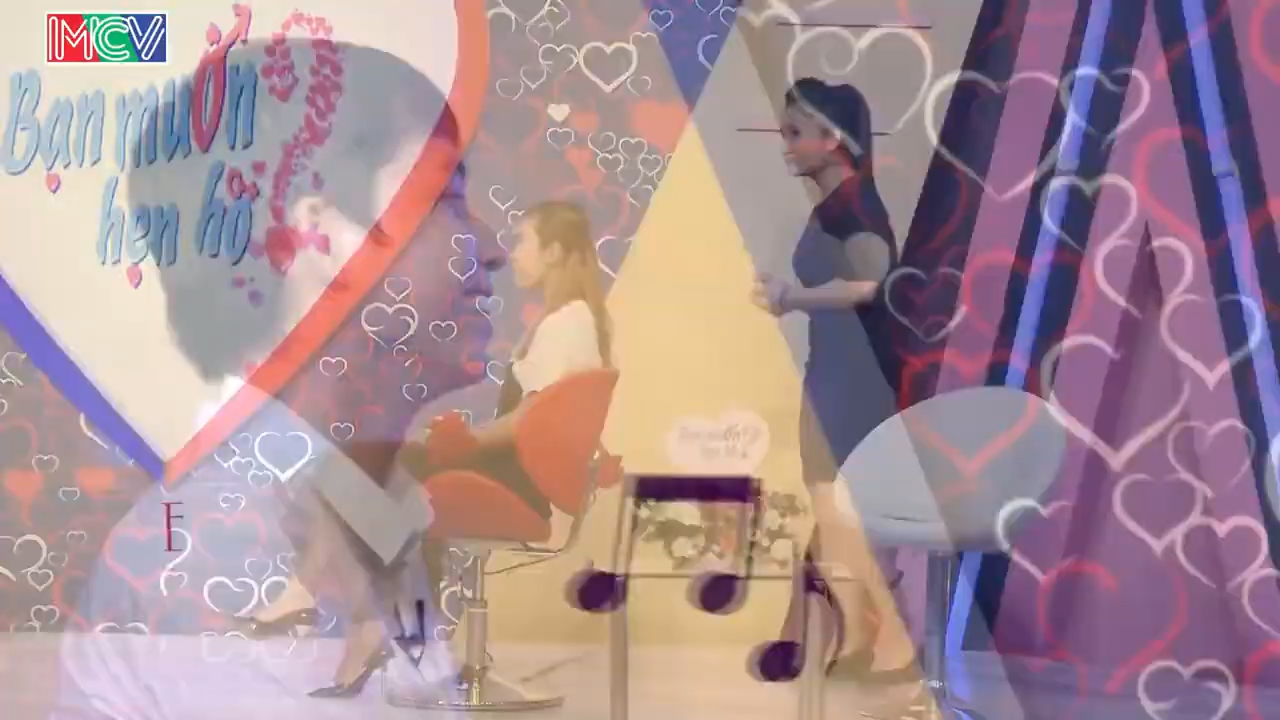 MCV
Bạn muốn
hẹn hò
E